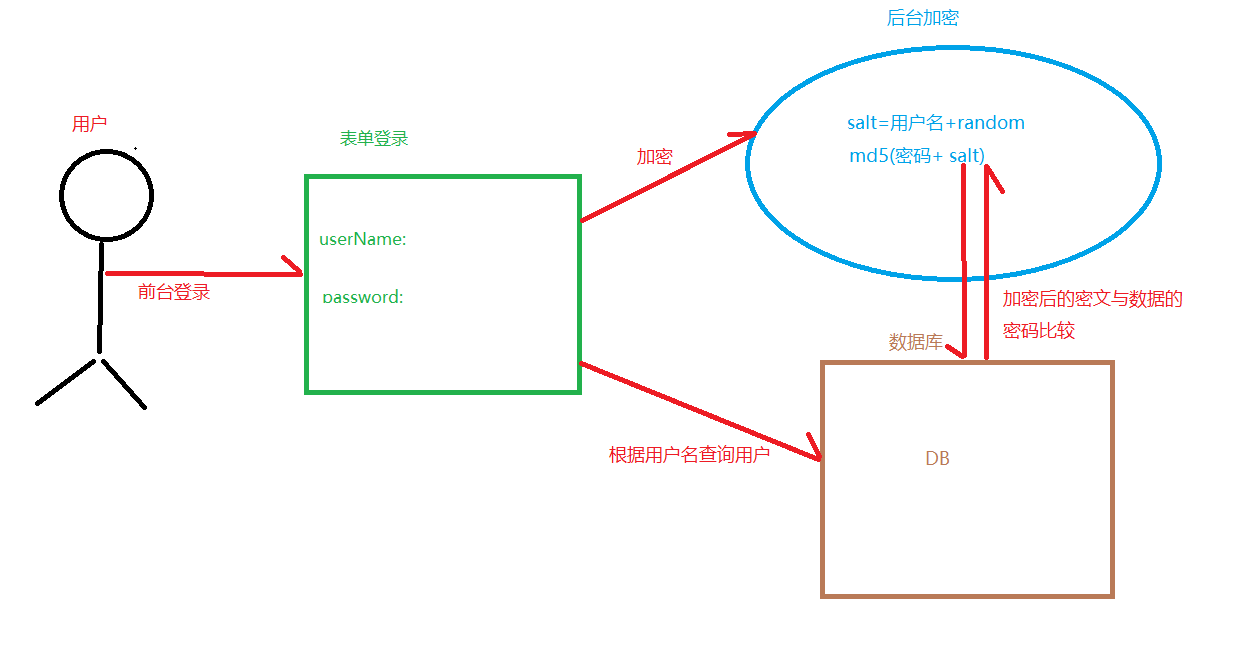 后台加密
用户
表单登录
salt=用户名+random
md5(密码+ salt)
加密
userName:
password:
前台登录
加密后的密文与数据的
密码比较
数据库
根据用户名查询用户
DB